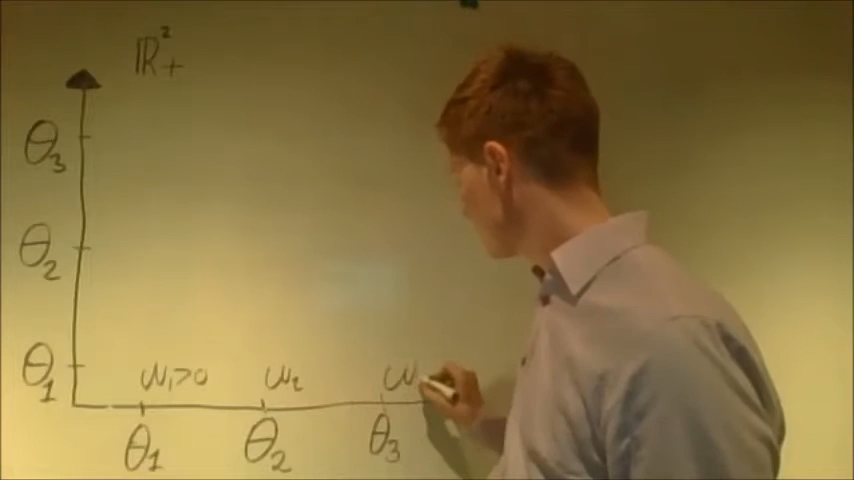 ℝ²₊
θ₃
θ₂
θ₁
w₁>0 w₂ w
θ₁ θ₂ θ₃